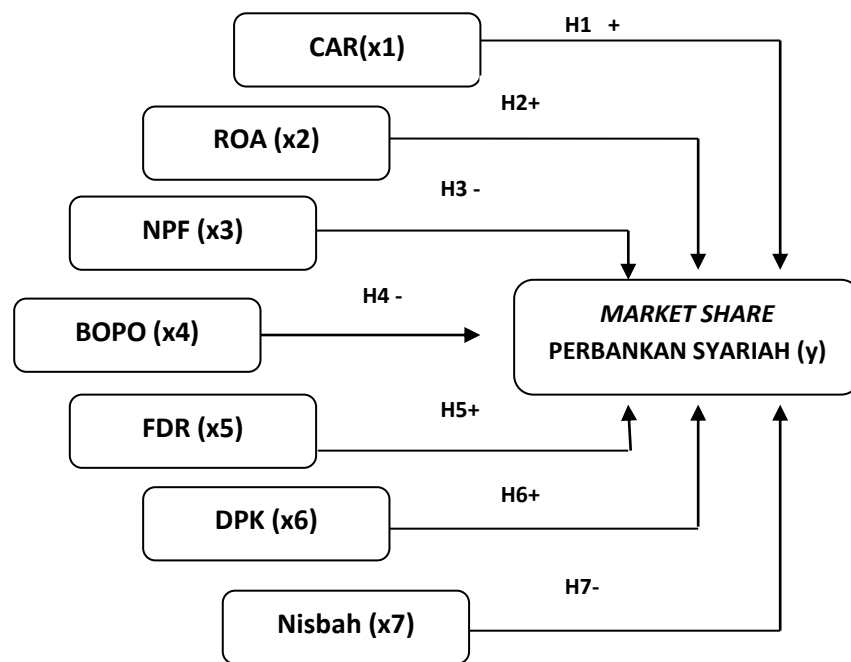 CAR(x1)
H1 +
ROA (x2)
H2+
NPF (x3)
H3 -
BOPO (x4)
H4 -
MARKET SHARE
PERBANKAN SYARIAH (y)
FDR (x5)
H5+
DPK (x6)
H6+
Nisbah (x7)
H7-